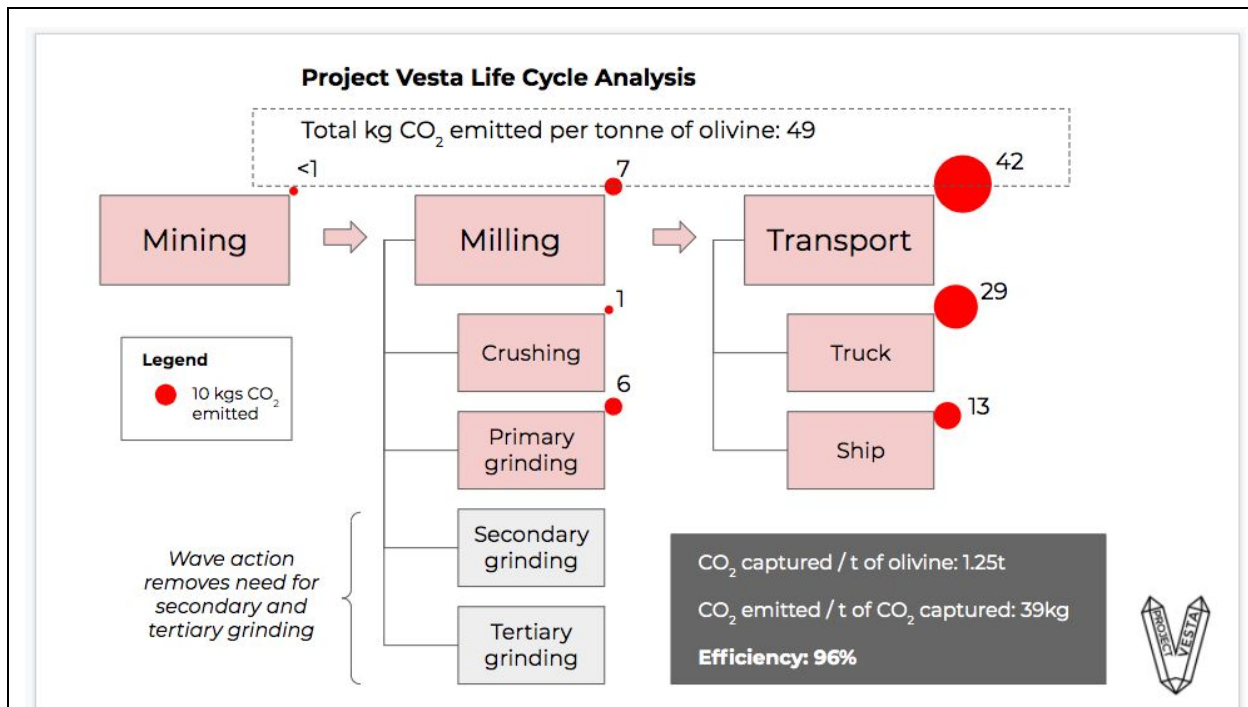 Project Vesta Life Cycle Analysis
Total kg CO₂ emitted per tonne of olivine: 49
<1
7
42
Mining
Milling
Transport
1
29
Crushing
Truck
Legend
10 kgs CO₂
emitted
6
13
Primary
grinding
Ship
Wave action
removes need for
secondary and
tertiary grinding
Secondary
grinding
Tertiary
grinding
CO₂ captured / t of olivine: 1.25t
CO₂ emitted / t of CO₂ captured: 39kg
Efficiency: 96%
PROJECT
VESTA